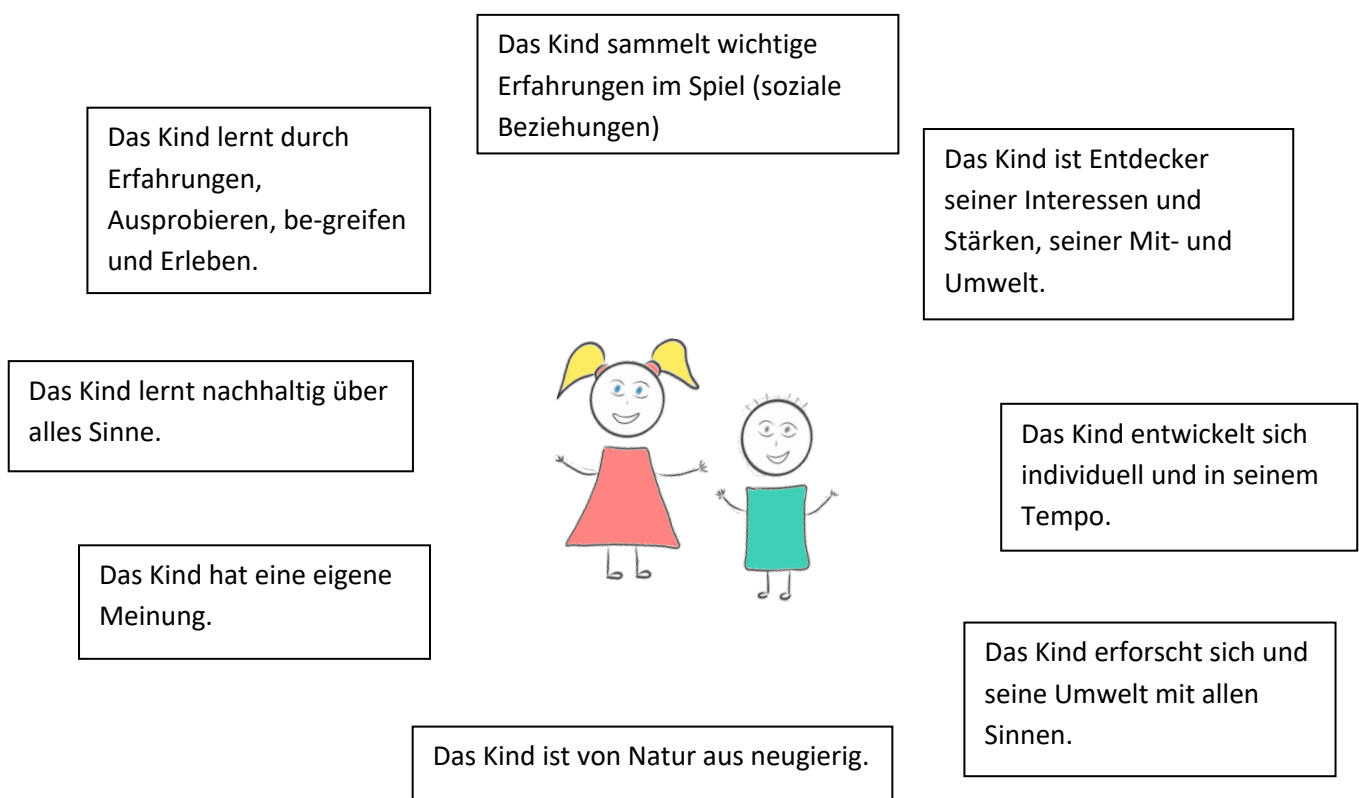 Das Kind sammelt wichtige
Erfahrungen im Spiel (soziale
Beziehungen)
Das Kind lernt durch
Erfahrungen,
Ausprobieren, be-greifen
und Erleben.
Das Kind ist Entdecker
seiner Interessen und
Stärken, seiner Mit- und
Umwelt.
Das Kind lernt nachhaltig über
alles Sinne.
Das Kind entwickelt sich
individuell und in seinem
Tempo.
Das Kind hat eine eigene
Meinung.
Das Kind erforscht sich und
seine Umwelt mit allen
Sinnen.
Das Kind ist von Natur aus neugierig.